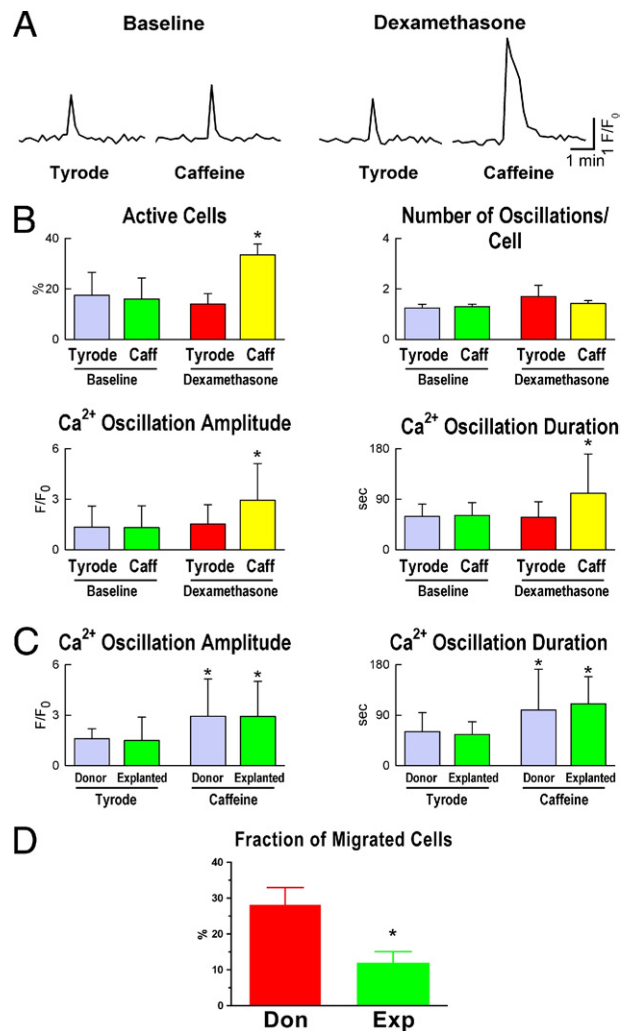 A
Baseline
Dexamethasone
Tyrode
Caffeine
Tyrode
Caffeine
1 min
1 F/F0
B
Active Cells
%
40
20
0
*
Tyrode Caff Tyrode Caff
Baseline Dexamethasone
Number of Oscillations/
Cell
4
2
0
Tyrode Caff Tyrode Caff
Baseline Dexamethasone
Ca2+ Oscillation Amplitude
F/F0
6
3
0
*
Tyrode Caff Tyrode Caff
Baseline Dexamethasone
Ca2+ Oscillation Duration
sec
180
90
0
*
Tyrode Caff Tyrode Caff
Baseline Dexamethasone
C
Ca2+ Oscillation Amplitude
F/F0
6
3
0
* *
Donor Explanted Donor Explanted
Tyrode Caffeine
Ca2+ Oscillation Duration
sec
180
90
0
* *
Donor Explanted Donor Explanted
Tyrode Caffeine
D
Fraction of Migrated Cells
%
40
30
20
10
0
*
Don Exp